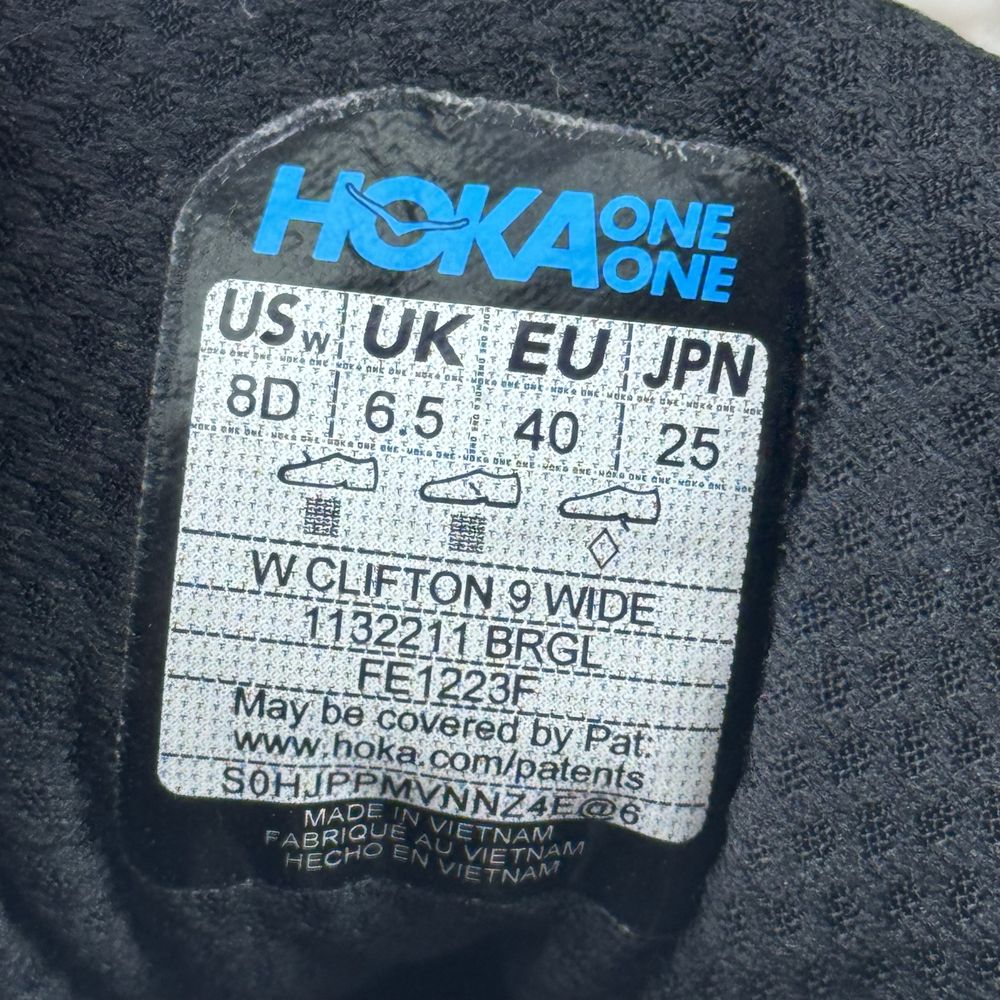 HOKA ONE ONE
USw UK EU JPN
8D 6.5 40 25
W CLIFTON 9 WIDE
1132211 BRGL
FE1223F
May be covered by Pat:
www.hoka.com/patents
S0HJPPMVNNZ4E@6
MADE IN VIETNAM
FABRIQUÉ AU VIETNAM
HECHO EN VIETNAM